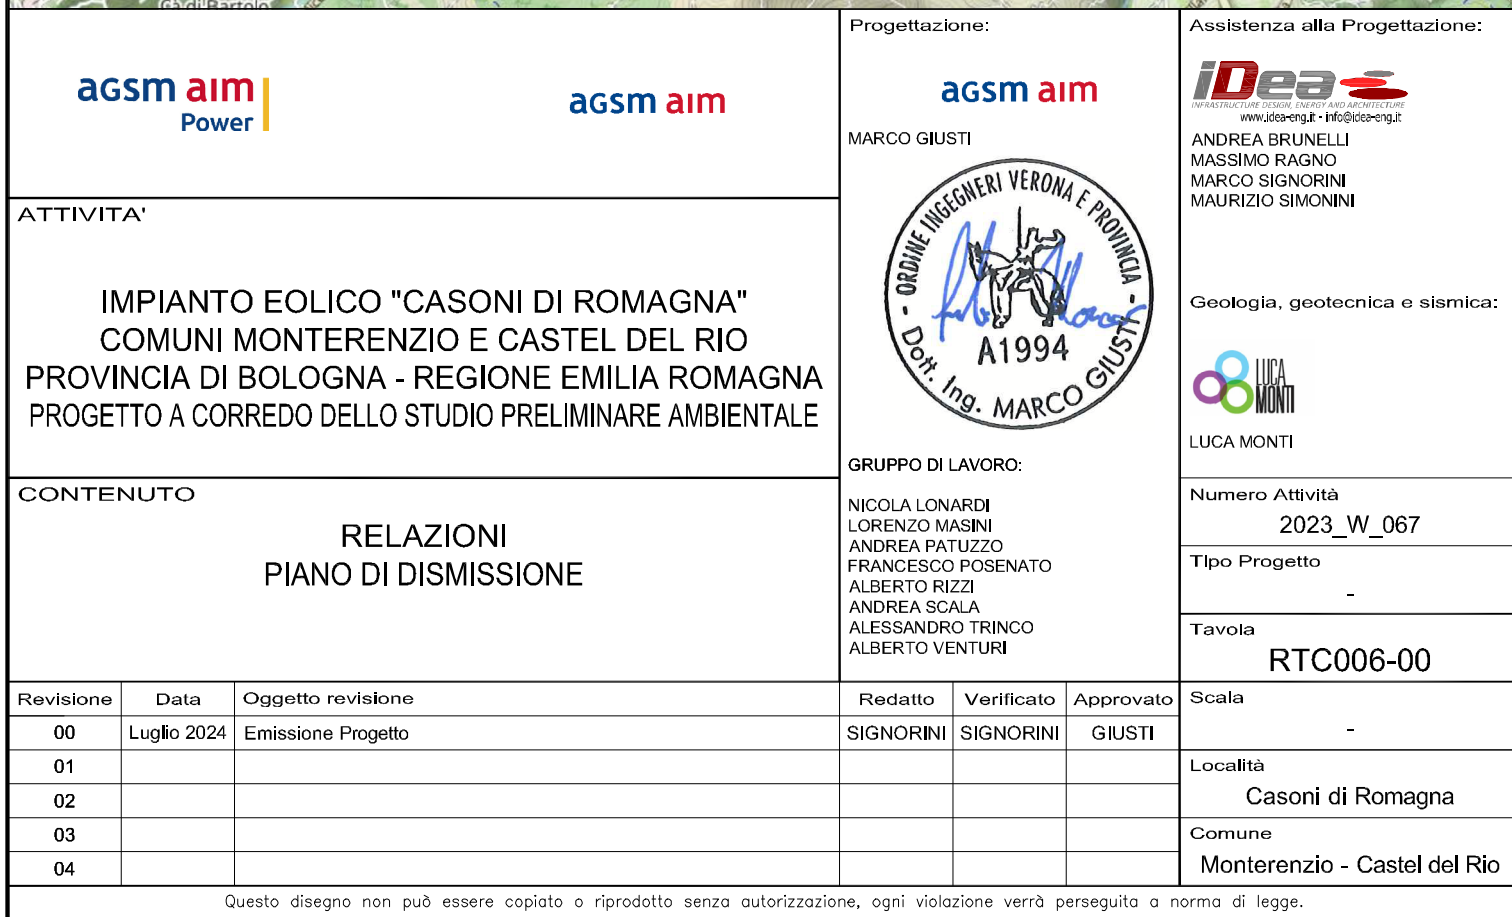 Cà di Bartolo
agsm aim
Power
agsm aim
ATTIVITA'
IMPIANTO EOLICO "CASONI DI ROMAGNA"
COMUNI MONTERENZIO E CASTEL DEL RIO
PROVINCIA DI BOLOGNA - REGIONE EMILIA ROMAGNA
PROGETTO A CORREDO DELLO STUDIO PRELIMINARE AMBIENTALE
CONTENUTO
RELAZIONI
PIANO DI DISMISSIONE
Progettazione:
agsm aim
MARCO GIUSTI
ORDINE INGEGNERI VERONA E PROVINCIA
A1994
Dott. Ing. MARCO GIUSTI
GRUPPO DI LAVORO:
NICOLA LONARDI
LORENZO MASINI
ANDREA PATUZZO
FRANCESCO POSENATO
ALBERTO RIZZI
ANDREA SCALA
ALESSANDRO TRINCO
ALBERTO VENTURI
Assistenza alla Progettazione:
iDea
INFRASTRUCTURE DESIGN, ENERGY AND ARCHITECTURE
www.idea-eng.it - info@idea-eng.it
ANDREA BRUNELLI
MASSIMO RAGNO
MARCO SIGNORINI
MAURIZIO SIMONINI
Geologia, geotecnica e sismica:
LUCA
MONTI
LUCA MONTI
Numero Attività
2023_W_067
Tipo Progetto
-
Tavola
RTC006-00
Revisione Data Oggetto revisione Redatto Verificato Approvato
00 Luglio 2024 Emissione Progetto SIGNORINI SIGNORINI GIUSTI
01
02
03
04
Scala
-
Località
Casoni di Romagna
Comune
Monterenzio - Castel del Rio
Questo disegno non può essere copiato o riprodotto senza autorizzazione, ogni violazione verrà perseguita a norma di legge.